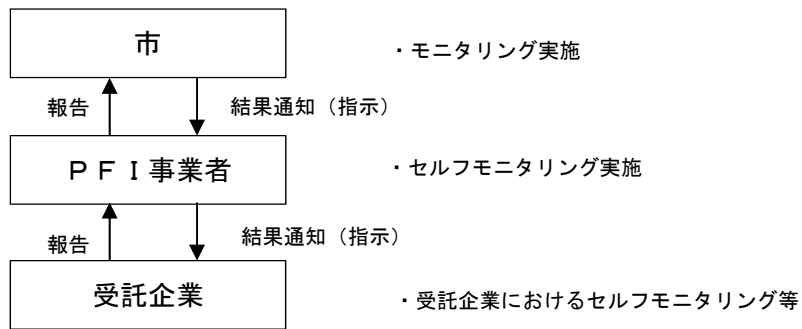 市
・モニタリング実施
報告
結果通知（指示）
ＰＦＩ事業者
・セルフモニタリング実施
報告
結果通知（指示）
受託企業
・受託企業におけるセルフモニタリング等